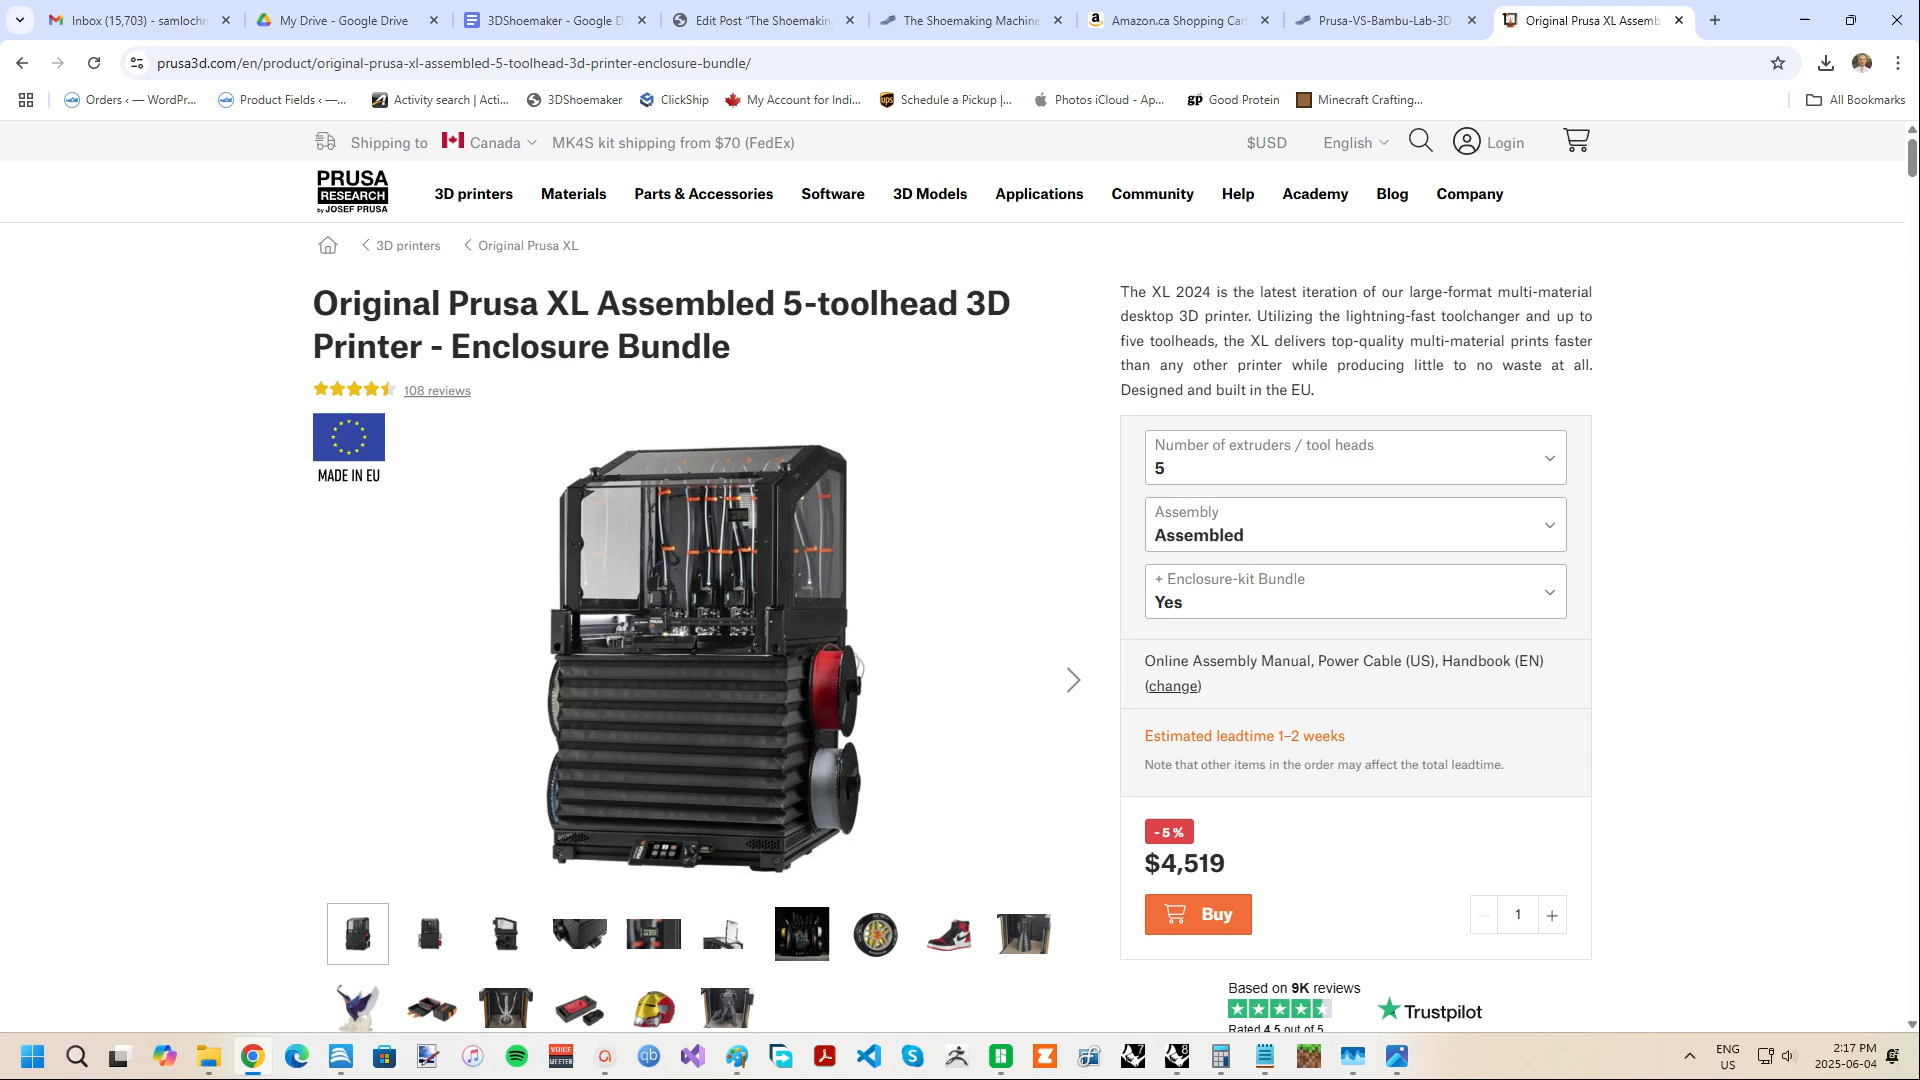 Inbox (15,703) - samlochn
My Drive - Google Drive
3DShoemaker - Google D
Edit Post "The Shoemakin
The Shoemaking Machine
Amazon.ca Shopping Car
Prusa-VS-Bambu-Lab-3D
Original Prusa XL Assemb
prusa3d.com/en/product/original-prusa-xl-assembled-5-toolhead-3d-printer-enclosure-bundle/
Orders ‹ — WordPr...
Product Fields ‹ —...
Activity search | Acti...
3DShoemaker
ClickShip
My Account for Indi...
Schedule a Pickup |...
Photos iCloud - Ap...
Good Protein
Minecraft Crafting...
All Bookmarks
Shipping to Canada
MK4S kit shipping from $70 (FedEx)
$USD
English
Login
PRUSA
RESEARCH
by JOSEF PRUSA
3D printers
Materials
Parts & Accessories
Software
3D Models
Applications
Community
Help
Academy
Blog
Company
3D printers
Original Prusa XL
Original Prusa XL Assembled 5-toolhead 3D
Printer - Enclosure Bundle
108 reviews
MADE IN EU
The XL 2024 is the latest iteration of our large-format multi-material
desktop 3D printer. Utilizing the lightning-fast toolchanger and up to
five toolheads, the XL delivers top-quality multi-material prints faster
than any other printer while producing little to no waste at all.
Designed and built in the EU.
Number of extruders / tool heads
5
Assembly
Assembled
+ Enclosure-kit Bundle
Yes
Online Assembly Manual, Power Cable (US), Handbook (EN)
(change)
Estimated leadtime 1–2 weeks
Note that other items in the order may affect the total leadtime.
- 5 %
$4,519
Buy
1
Based on 9K reviews
Trustpilot
Rated 4.5 out of 5
VOICE
MEETER
qb
ENG
US
2:17 PM
2025-06-04